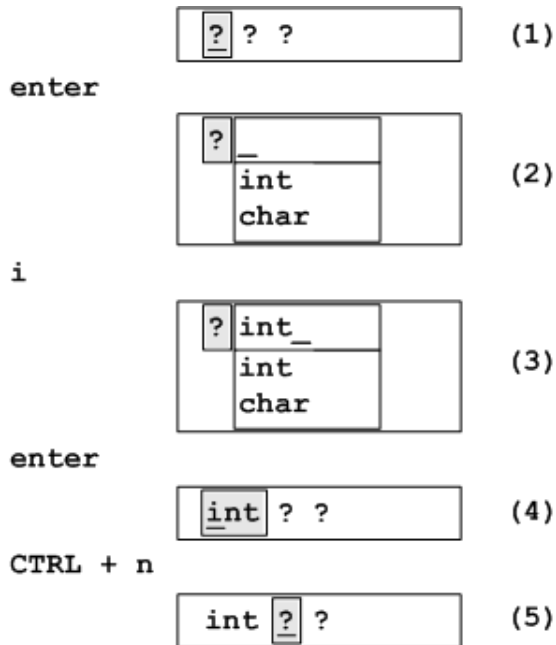 ? ? ? (1)
enter
? _
int (2)
char
i
? int_
int (3)
char
enter
int ? ? (4)
CTRL + n
int ? ? (5)